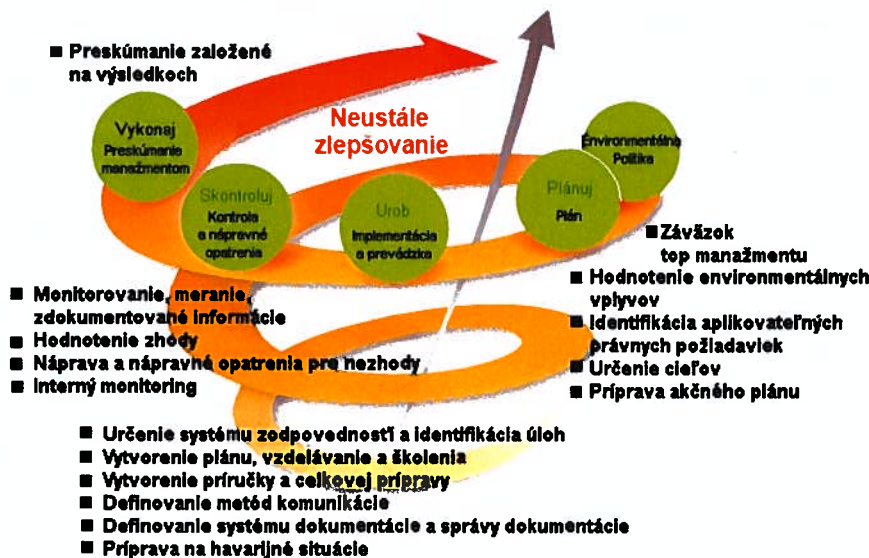 ■ Preskúmanie založené
na výsledkoch
Neustále
zlepšovanie
Vykonaj
Preskúmanie
manažmentom
Skontroluj
Kontrola
a nápravné
opatrenia
Urob
Implementácia
a prevádzka
Plánuj
Plán
Environmentálna
Politika
■ Záväzok
top manažmentu
■ Hodnotenie environmentálnych
vplyvov
■ Identifikácia aplikovateľných
právnych požiadaviek
■ Určenie cieľov
■ Príprava akčného plánu
■ Monitorovanie, meranie,
zdokumentované informácie
■ Hodnotenie zhody
■ Náprava a nápravné opatrenia pre nezhody
■ Interný monitoring
■ Určenie systému zodpovedností a identifikácia úloh
■ Vytvorenie plánu, vzdelávanie a školenia
■ Vytvorenie príručky a celkovej prípravy
■ Definovanie metód komunikácie
■ Definovanie systému dokumentácie a správy dokumentácie
■ Príprava na havarijné situácie